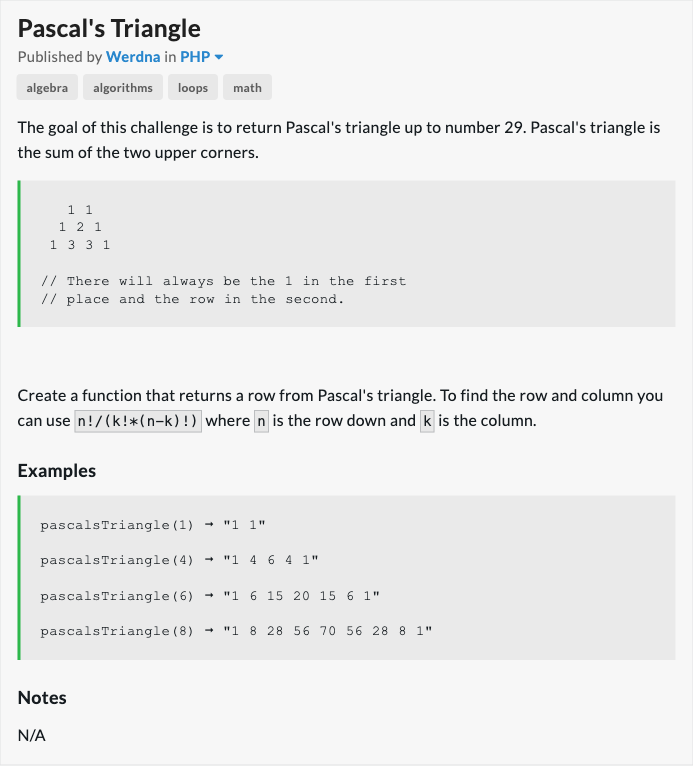 Pascal's Triangle
Published by Werdna in PHP
algebra algorithms loops math
The goal of this challenge is to return Pascal's triangle up to number 29. Pascal's triangle is
the sum of the two upper corners.
1 1
1 2 1
1 3 3 1
// There will always be the 1 in the first
// place and the row in the second.
Create a function that returns a row from Pascal's triangle. To find the row and column you
can use n!/(k!*(n-k)!) where n is the row down and k is the column.
Examples
pascalsTriangle(1) → "1 1"
pascalsTriangle(4) → "1 4 6 4 1"
pascalsTriangle(6) → "1 6 15 20 15 6 1"
pascalsTriangle(8) → "1 8 28 56 70 56 28 8 1"
Notes
N/A